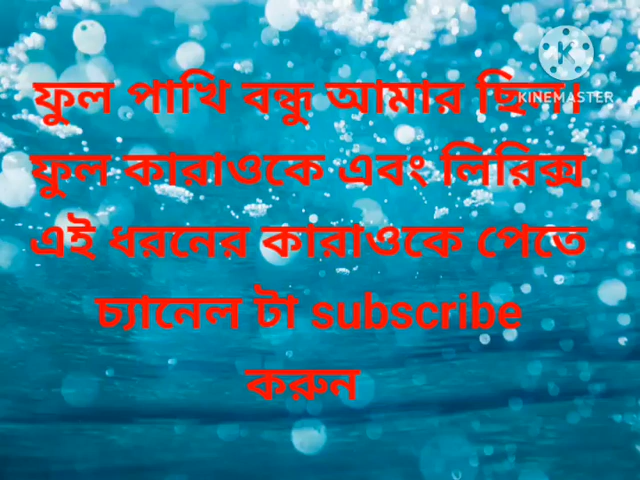 ফুল পাখি বন্ধু আমার ছিল।
KINEMASTER
ফুল কারাওকে এবং লিরিক্স
এই ধরনের কারাওকে পেতে
চ্যানেল টা subscribe
করুন